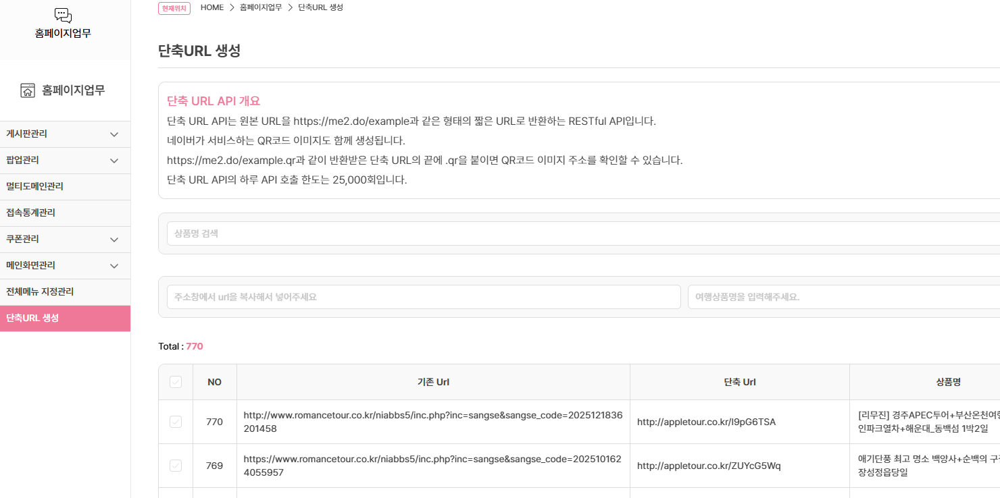 홈페이지업무
현재위치 HOME > 홈페이지업무 > 단축URL 생성
단축URL 생성
홈페이지업무
게시판관리
팝업관리
멀티도메인관리
접속통계관리
쿠폰관리
메인화면관리
전체메뉴 지정관리
단축URL 생성
단축 URL API 개요
단축 URL API는 원본 URL을 https://me2.do/example과 같은 형태의 짧은 URL로 반환하는 RESTful API입니다.
네이버가 서비스하는 QR코드 이미지도 함께 생성됩니다.
https://me2.do/example.qr과 같이 반환받은 단축 URL의 끝에 .qr을 붙이면 QR코드 이미지 주소를 확인할 수 있습니다.
단축 URL API의 하루 API 호출 한도는 25,000회입니다.
상품명 검색
주소창에서 url을 복사해서 넣어주세요 여행상품명을 입력해주세요.
Total : 770
NO 기존 Url 단축 Url 상품명
770 http://www.romancetour.co.kr/niabbs5/inc.php?inc=sangse&sangse_code=2025121836 http://appletour.co.kr/I9pG6TSA [리무진] 경주APEC투어+부산온천여행
201458 인파크열차+해운대_동백섬 1박2일
769 https://www.romancetour.co.kr/niabbs5/inc.php?inc=sangse&sangse_code=202510162 http://appletour.co.kr/ZUYcG5Wq 애기단풍 최고 명소 백양사+순백의
4055957 장성정읍당일